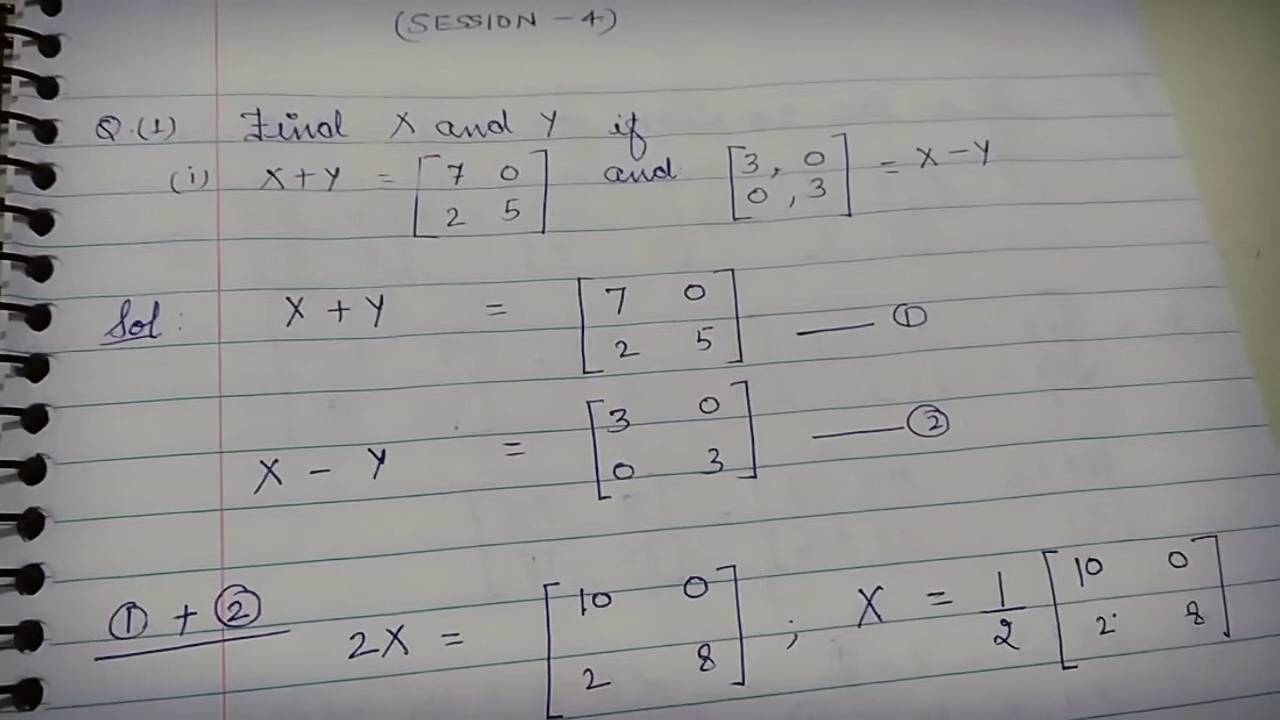 (SESSION - 4)
Q.(1) Find X and Y if
(i) X+Y = [7 0 and [3, 0 = X-Y
2 5] 0, 3]
Sol: X + Y = [7 0 —— ①
2 5]
X - Y = [3 0 —— ②
0 3]
① + ② 2X = [10 0 ; X = 1/2 [10 0
2 8] 2 8]